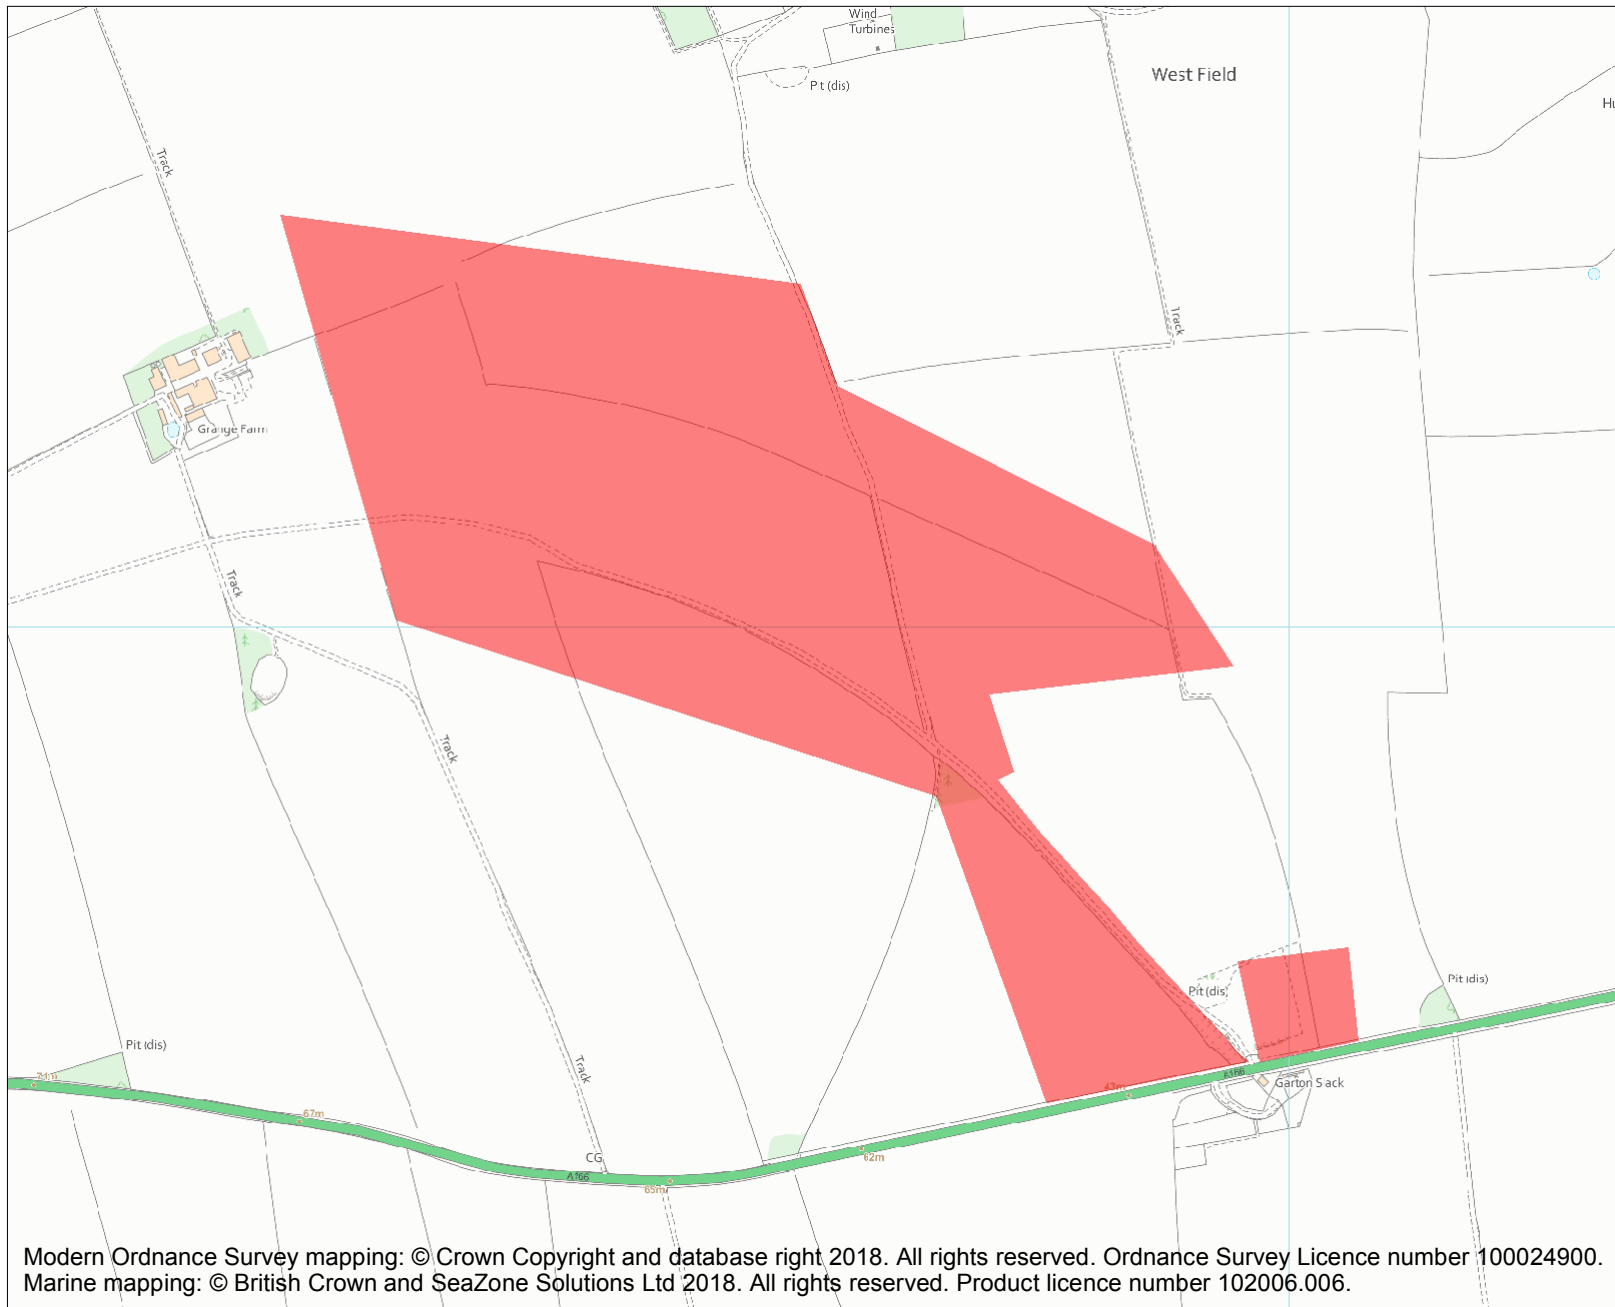 Wind
Turbines
Pit (dis)
West Field
Track
Track
Grange Farm
Track
Track
Pit (dis)
Pit (dis)
Pit (dis)
Track
71m
67m
43m
A166
Garton Slack
62m
CG
A166
65m
Modern Ordnance Survey mapping: © Crown Copyright and database right 2018. All rights reserved. Ordnance Survey Licence number 100024900.
Marine mapping: © British Crown and SeaZone Solutions Ltd 2018. All rights reserved. Product licence number 102006.006.